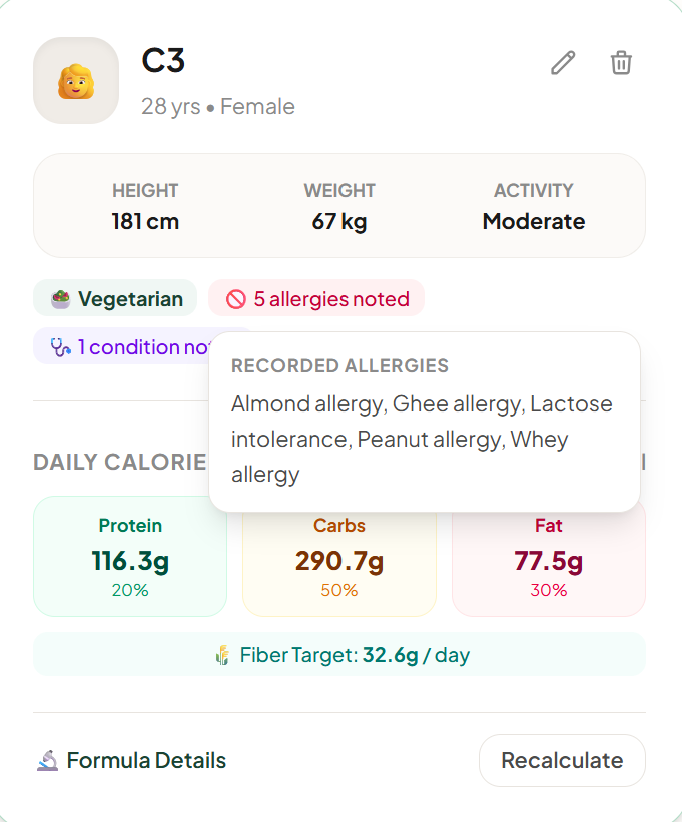 C3
28 yrs • Female
HEIGHT
181 cm
WEIGHT
67 kg
ACTIVITY
Moderate
Vegetarian
5 allergies noted
1 condition
RECORDED ALLERGIES
Almond allergy, Ghee allergy, Lactose
intolerance, Peanut allergy, Whey
allergy
DAILY CALORIE
Protein
116.3g
20%
Carbs
290.7g
50%
Fat
77.5g
30%
Fiber Target: 32.6g / day
Formula Details
Recalculate